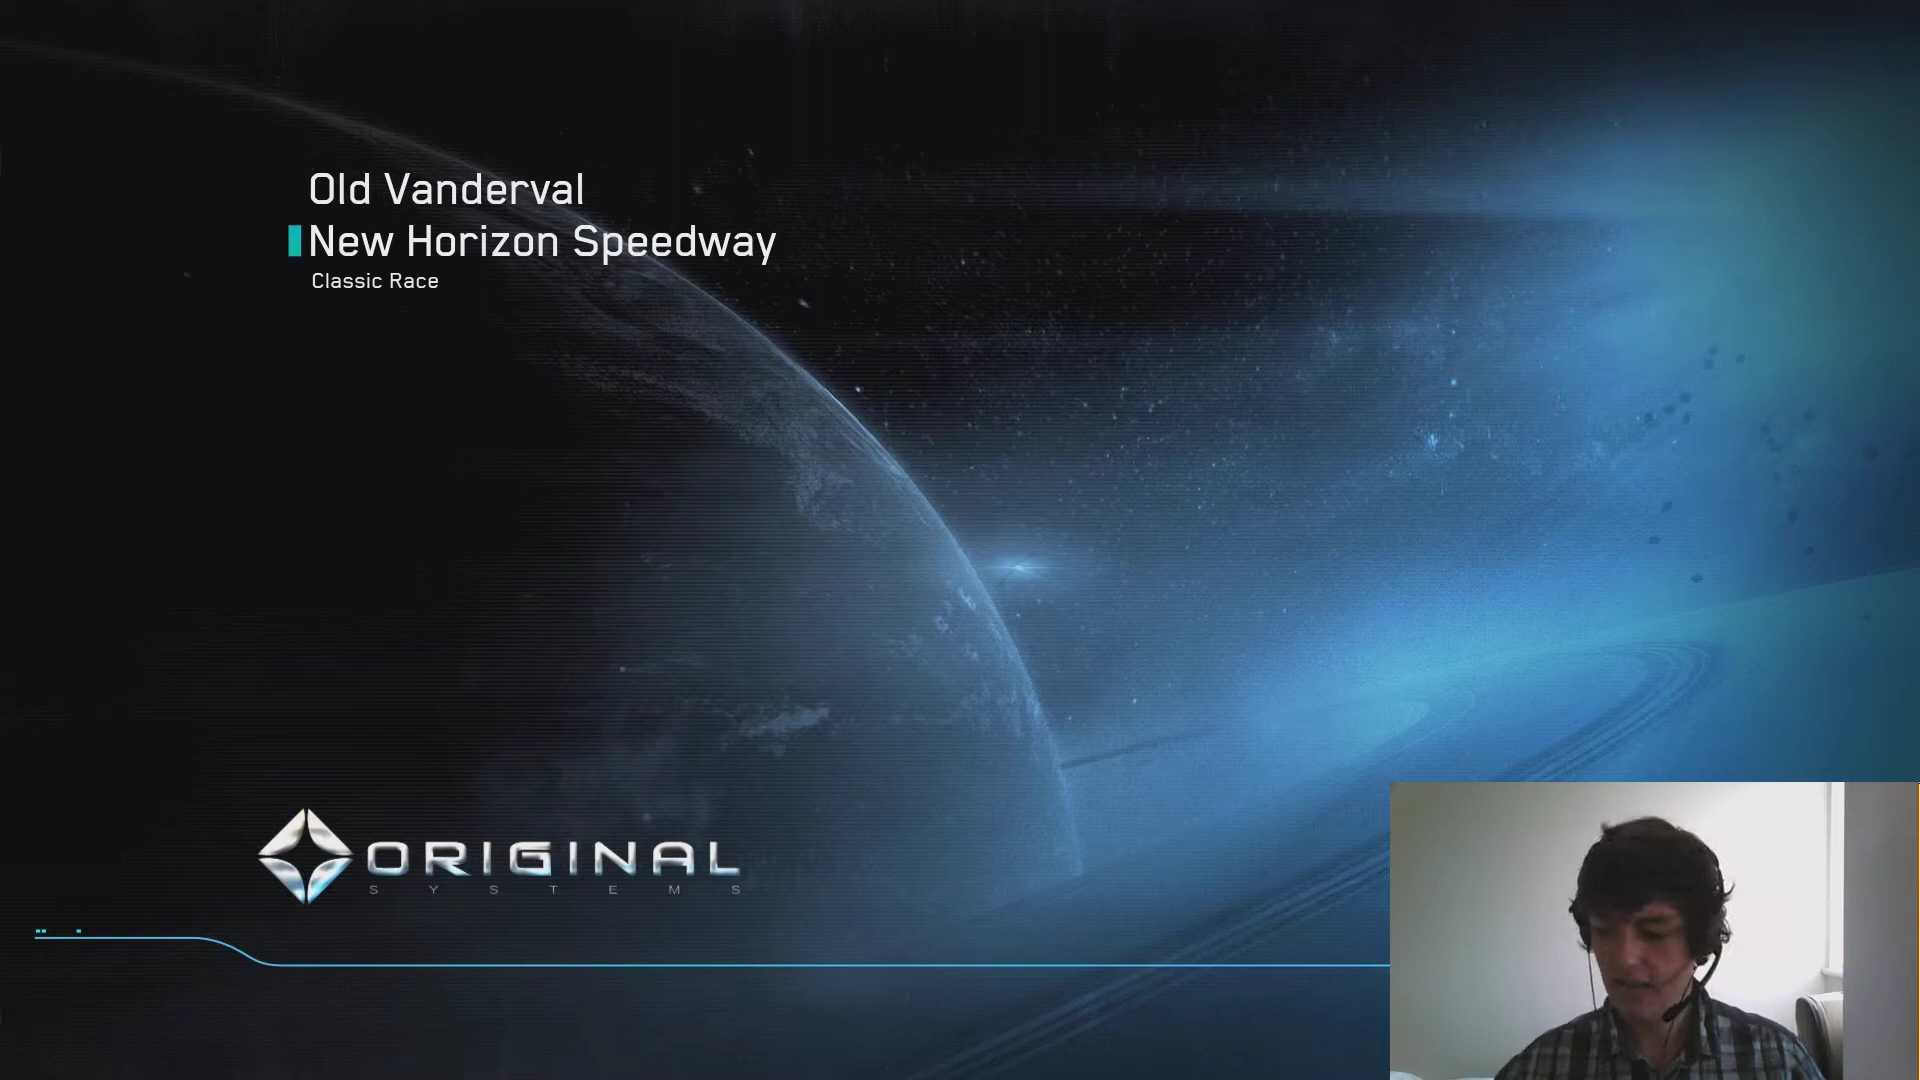 Old Vanderval
New Horizon Speedway
Classic Race
ORIGINAL
SYSTEMS